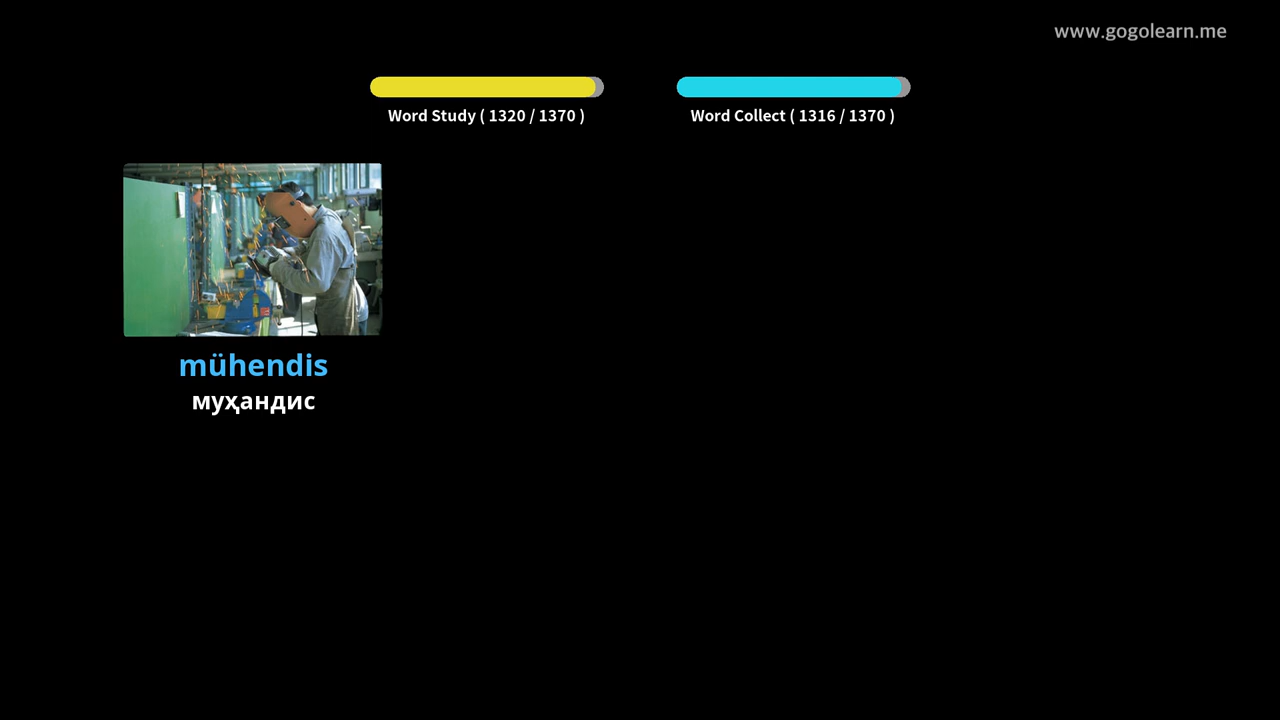 www.gogolearn.me
Word Study ( 1320 / 1370 )
Word Collect ( 1316 / 1370 )
mühendis
муҳандис